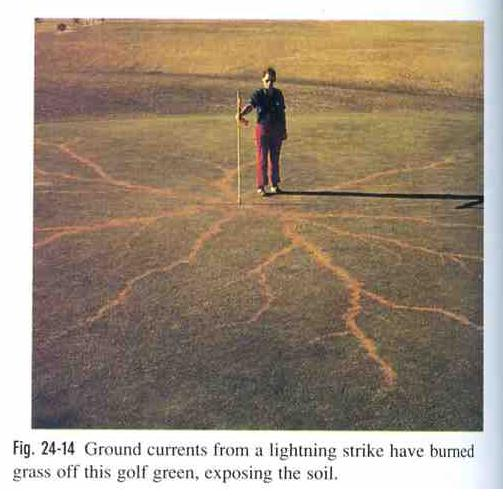 Fig. 24-14 Ground currents from a lightning strike have burned
grass off this golf green, exposing the soil.